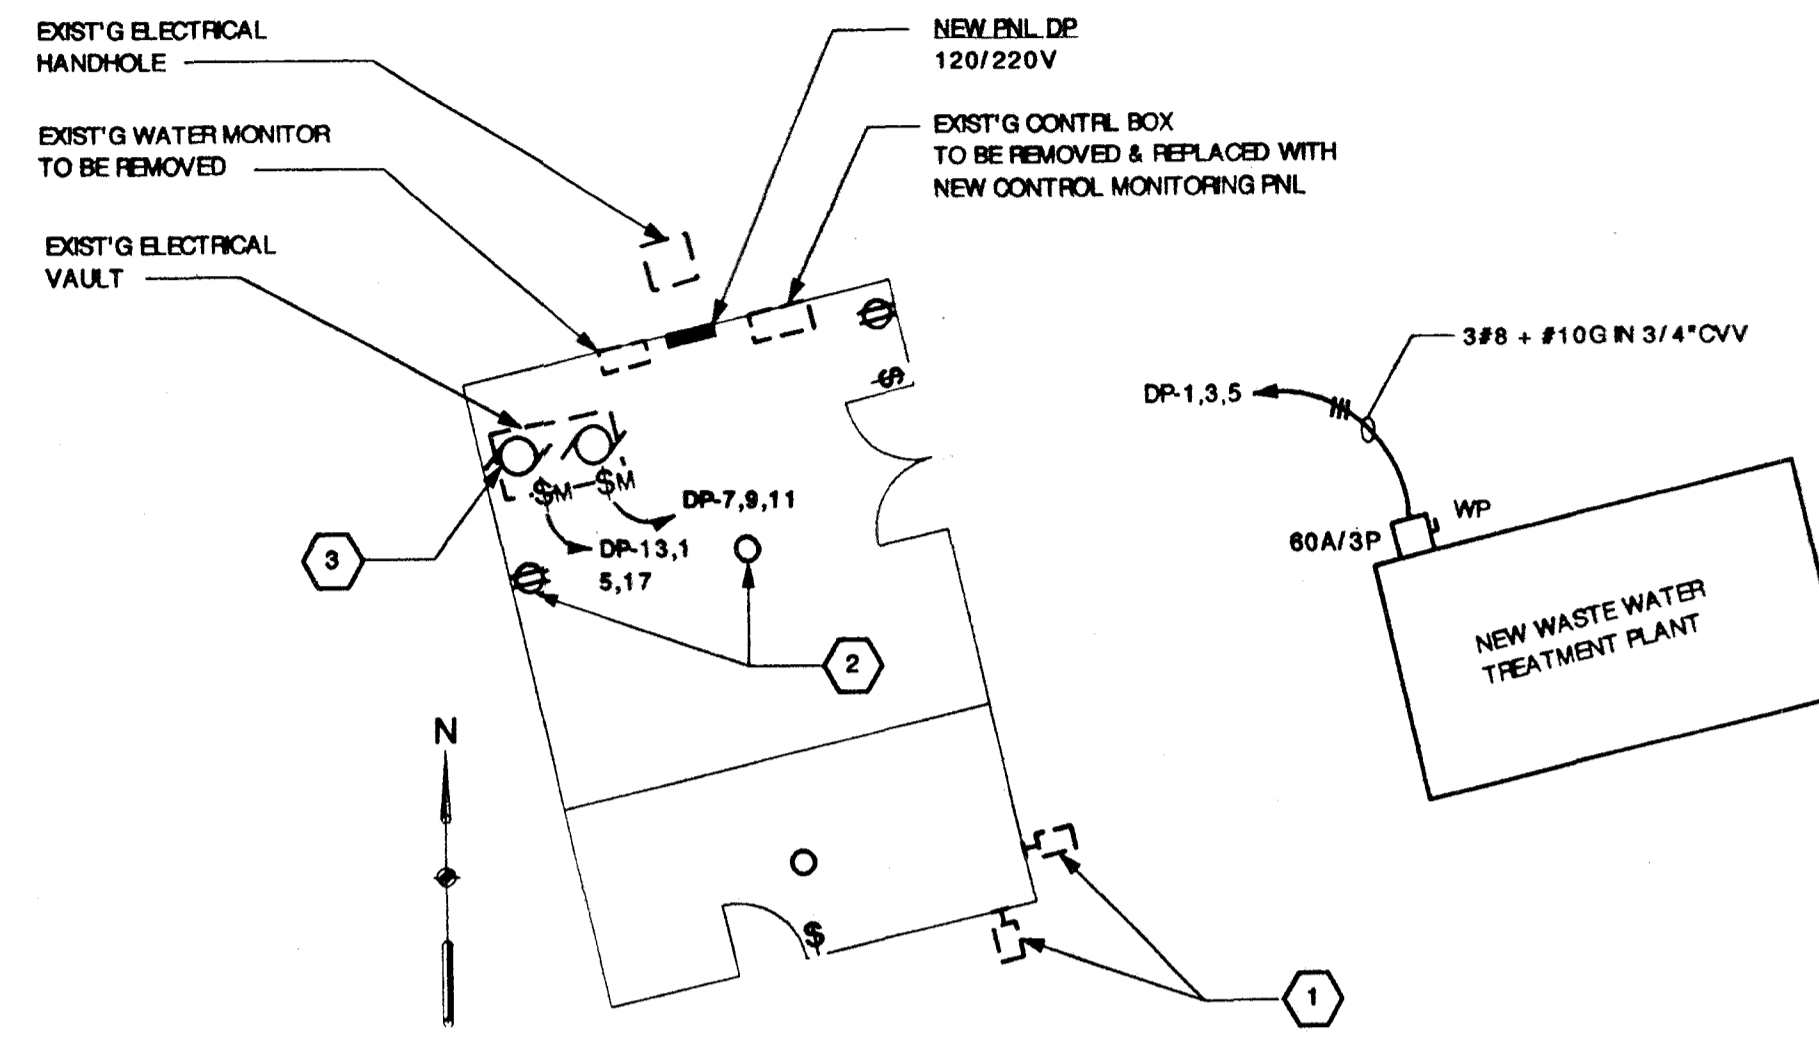 EXIST'G ELECTRICAL
HANDHOLE
NEW PNL DP
120/220V
EXIST'G WATER MONITOR
TO BE REMOVED
EXIST'G CONTRL BOX
TO BE REMOVED & REPLACED WITH
NEW CONTROL MONITORING PNL
EXIST'G ELECTRICAL
VAULT
3#8 + #10G IN 3/4"CVV
DP-1,3,5
$
$M
$M
DP-7,9,11
DP-13,1
5,17
WP
60A/3P
3
NEW WASTE WATER
TREATMENT PLANT
2
N
$
1